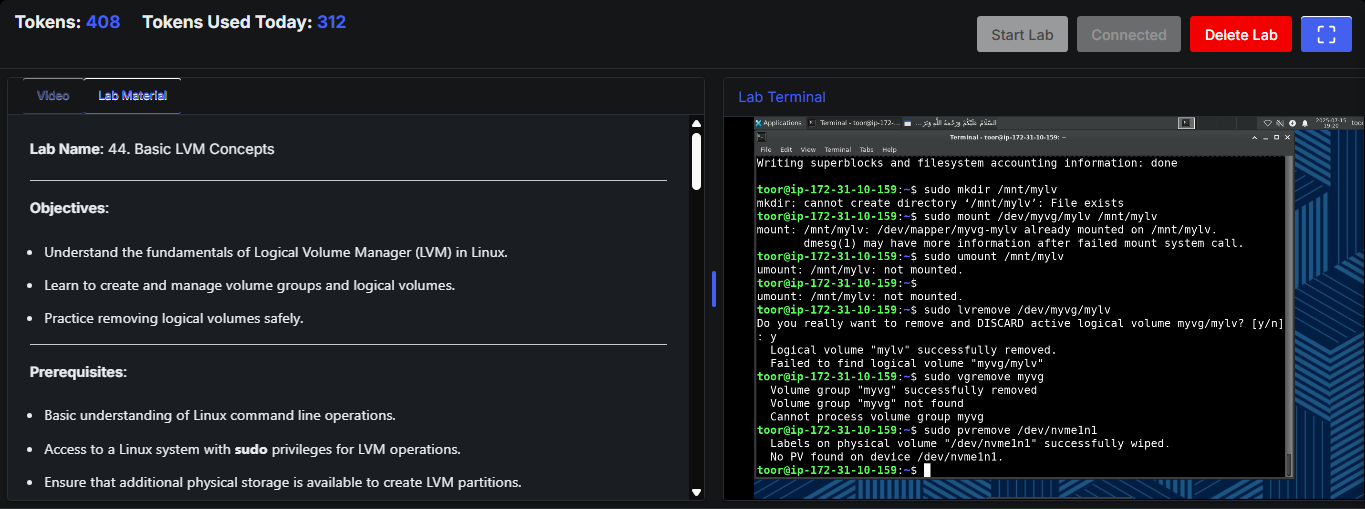 Tokens: 408 Tokens Used Today: 312
Start Lab Connected Delete Lab
Video Lab Material
Lab Name: 44. Basic LVM Concepts
Objectives:
Understand the fundamentals of Logical Volume Manager (LVM) in Linux.
Learn to create and manage volume groups and logical volumes.
Practice removing logical volumes safely.
Prerequisites:
Basic understanding of Linux command line operations.
Access to a Linux system with sudo privileges for LVM operations.
Ensure that additional physical storage is available to create LVM partitions.
Lab Terminal
Applications Terminal - toor@ip-172-... 2025-07-15
19:20 toor
Terminal - toor@ip-172-31-10-159: ~
File Edit View Terminal Tabs Help
Writing superblocks and filesystem accounting information: done
toor@ip-172-31-10-159:~$ sudo mkdir /mnt/mylv
mkdir: cannot create directory ‘/mnt/mylv’: File exists
toor@ip-172-31-10-159:~$ sudo mount /dev/myvg/mylv /mnt/mylv
mount: /mnt/mylv: /dev/mapper/myvg-mylv already mounted on /mnt/mylv.
dmesg(1) may have more information after failed mount system call.
toor@ip-172-31-10-159:~$ sudo umount /mnt/mylv
umount: /mnt/mylv: not mounted.
toor@ip-172-31-10-159:~$
umount: /mnt/mylv: not mounted.
toor@ip-172-31-10-159:~$ sudo lvremove /dev/myvg/mylv
Do you really want to remove and DISCARD active logical volume myvg/mylv? [y/n]
: y
Logical volume "mylv" successfully removed.
Failed to find logical volume "myvg/mylv"
toor@ip-172-31-10-159:~$ sudo vgremove myvg
Volume group "myvg" successfully removed
Volume group "myvg" not found
Cannot process volume group myvg
toor@ip-172-31-10-159:~$ sudo pvremove /dev/nvme1n1
Labels on physical volume "/dev/nvme1n1" successfully wiped.
No PV found on device /dev/nvme1n1.
toor@ip-172-31-10-159:~$